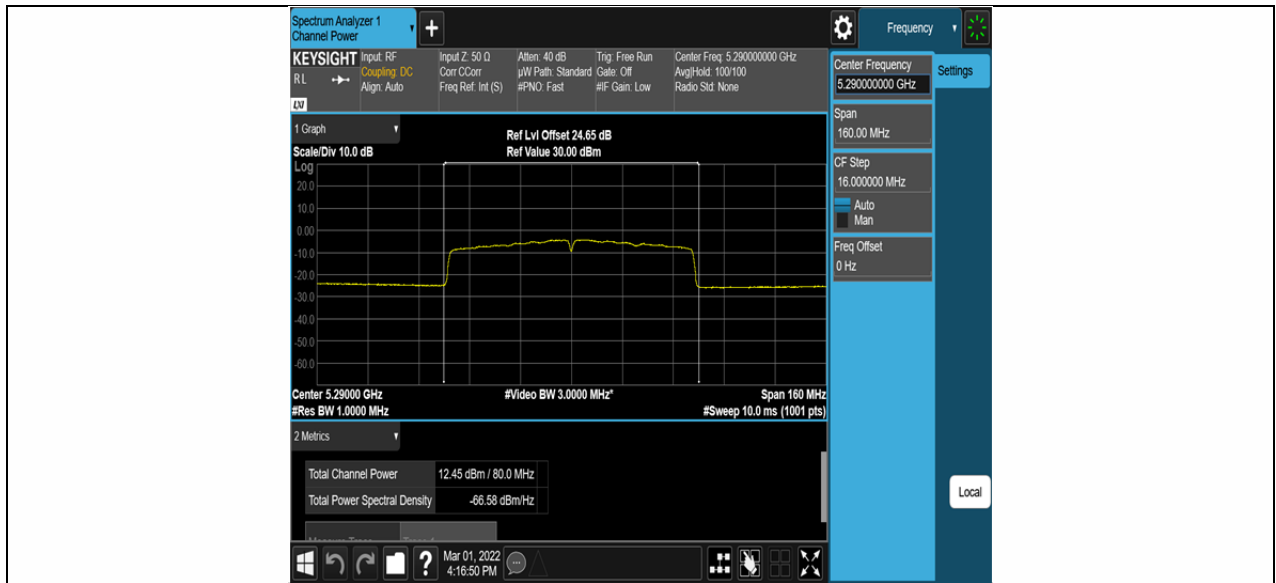 Spectrum Analyzer 1
Channel Power
+
Frequency
KEYSIGHT Input: RF Input Z: 50 Ω Atten: 40 dB Trig: Free Run Center Freq: 5.290000000 GHz
RL Coupling: DC Corr CCorr µW Path: Standard Gate: Off Avg|Hold: 100/100
Align: Auto Freq Ref: Int (S) #PNO: Fast #IF Gain: Low Radio Std: None
LXI
Center Frequency
5.290000000 GHz
Settings
Span
160.00 MHz
CF Step
16.000000 MHz
Auto
Man
Freq Offset
0 Hz
Local
1 Graph
Ref Lvl Offset 24.65 dB
Scale/Div 10.0 dB Ref Value 30.00 dBm
Log
20.0
10.0
0.00
-10.0
-20.0
-30.0
-40.0
-50.0
-60.0
Center 5.29000 GHz #Video BW 3.0000 MHz* Span 160 MHz
#Res BW 1.0000 MHz #Sweep 10.0 ms (1001 pts)
2 Metrics
Total Channel Power 12.45 dBm / 80.0 MHz
Total Power Spectral Density -66.58 dBm/Hz
?
Mar 01, 2022
4:16:50 PM